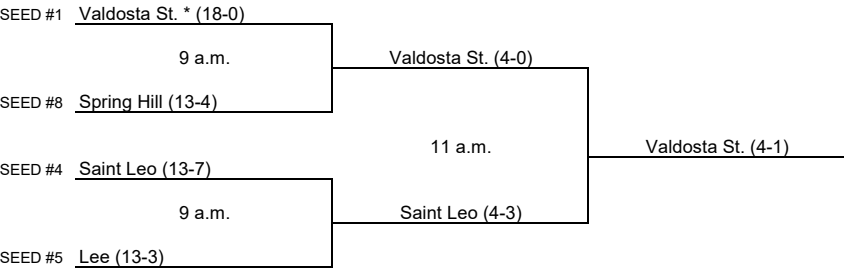 SEED #1 Valdosta St. * (18-0)
9 a.m.
Valdosta St. (4-0)
SEED #8 Spring Hill (13-4)
11 a.m.
Valdosta St. (4-1)
SEED #4 Saint Leo (13-7)
9 a.m.
Saint Leo (4-3)
SEED #5 Lee (13-3)